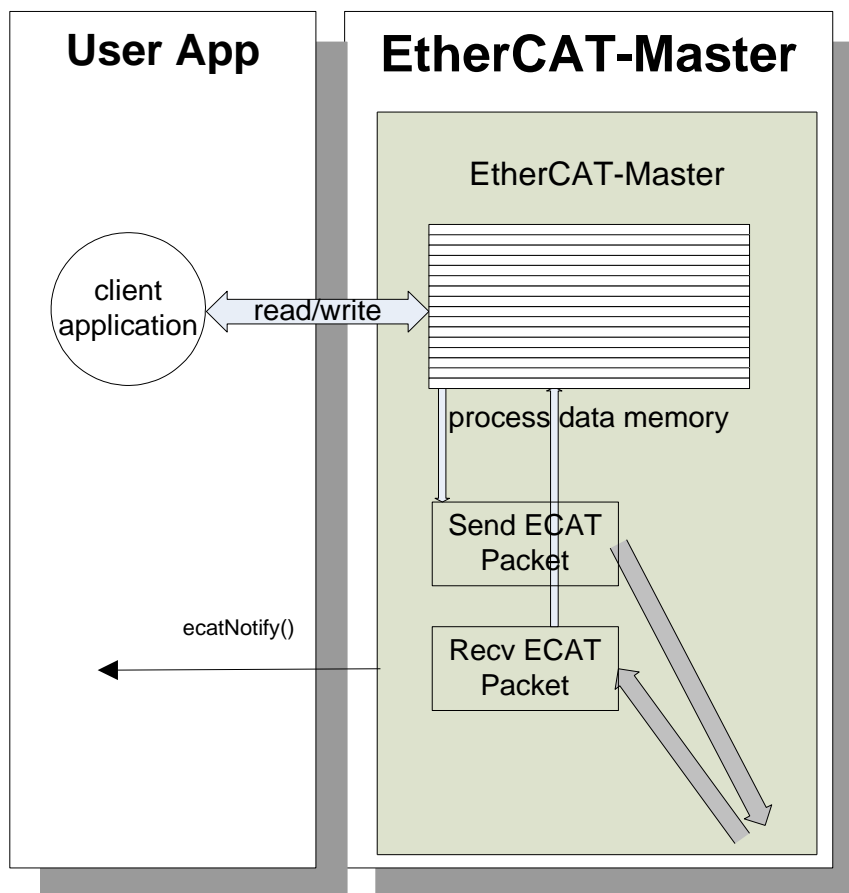 User App
EtherCAT-Master
EtherCAT-Master
client
application
read/write
process data memory
Send ECAT
Packet
ecatNotify()
Recv ECAT
Packet